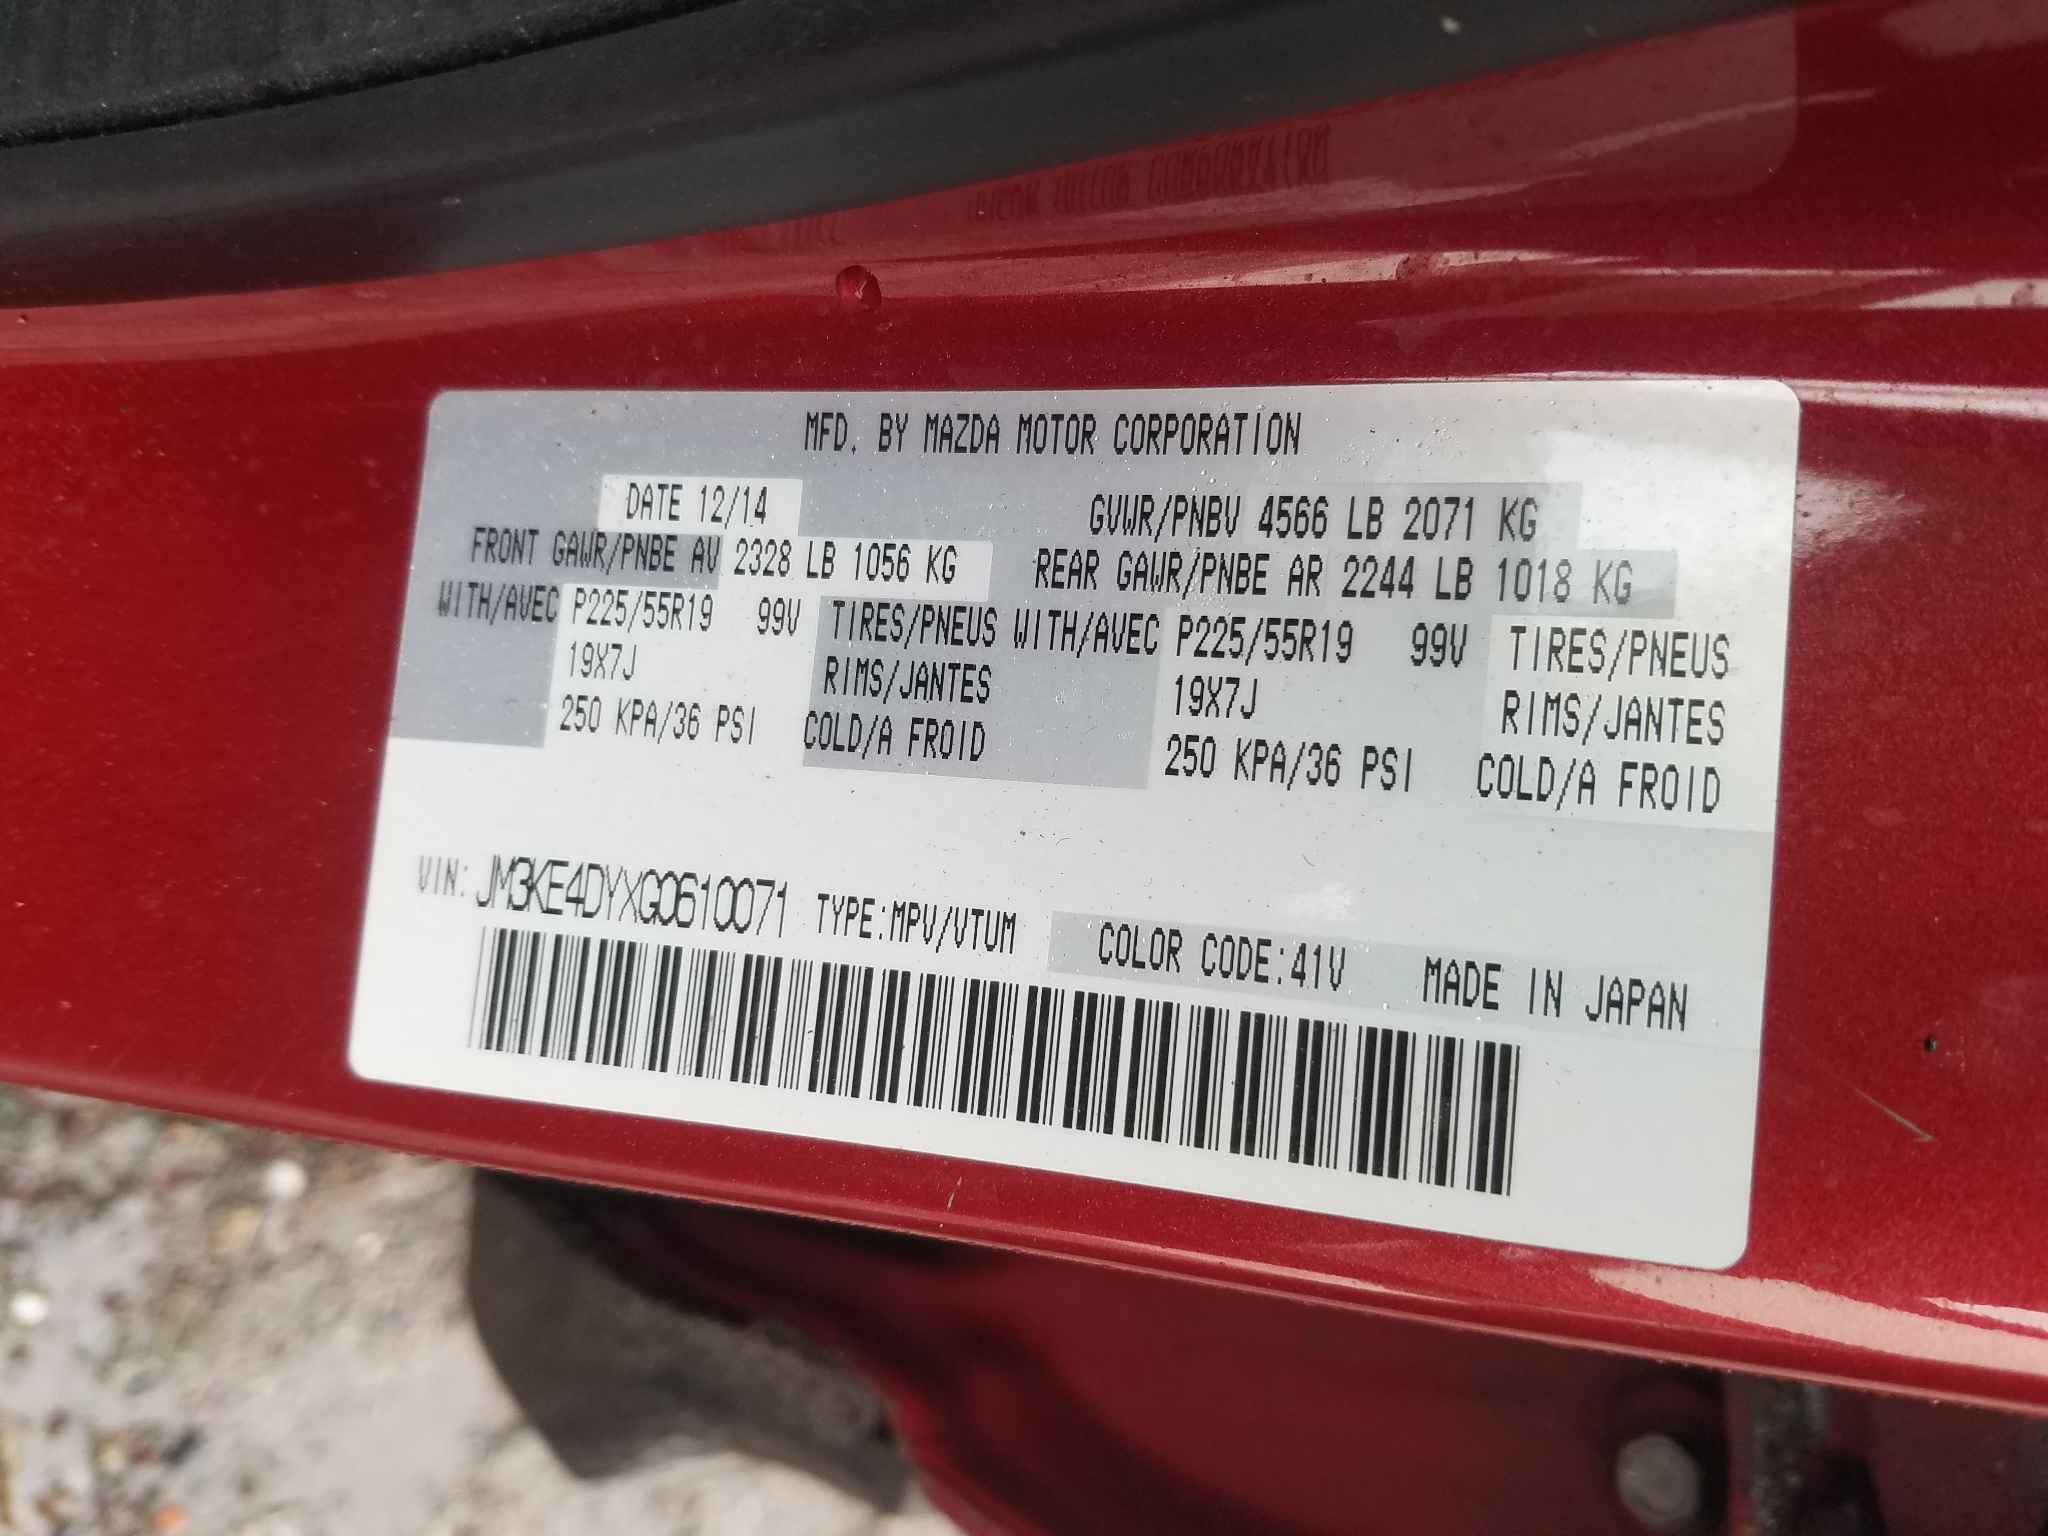 MFD. BY MAZDA MOTOR CORPORATION
DATE 12/14 GVWR/PNBV 4566 LB 2071 KG
FRONT GAWR/PNBE AV 2328 LB 1056 KG REAR GAWR/PNBE AR 2244 LB 1018 KG
WITH/AVEC P225/55R19 99V TIRES/PNEUS WITH/AVEC P225/55R19 99V TIRES/PNEUS
19X7J RIMS/JANTES 19X7J RIMS/JANTES
250 KPA/36 PSI COLD/A FROID 250 KPA/36 PSI COLD/A FROID
VIN: JM3KE4DYXG0610071 TYPE:MPV/VTUM COLOR CODE:41V MADE IN JAPAN